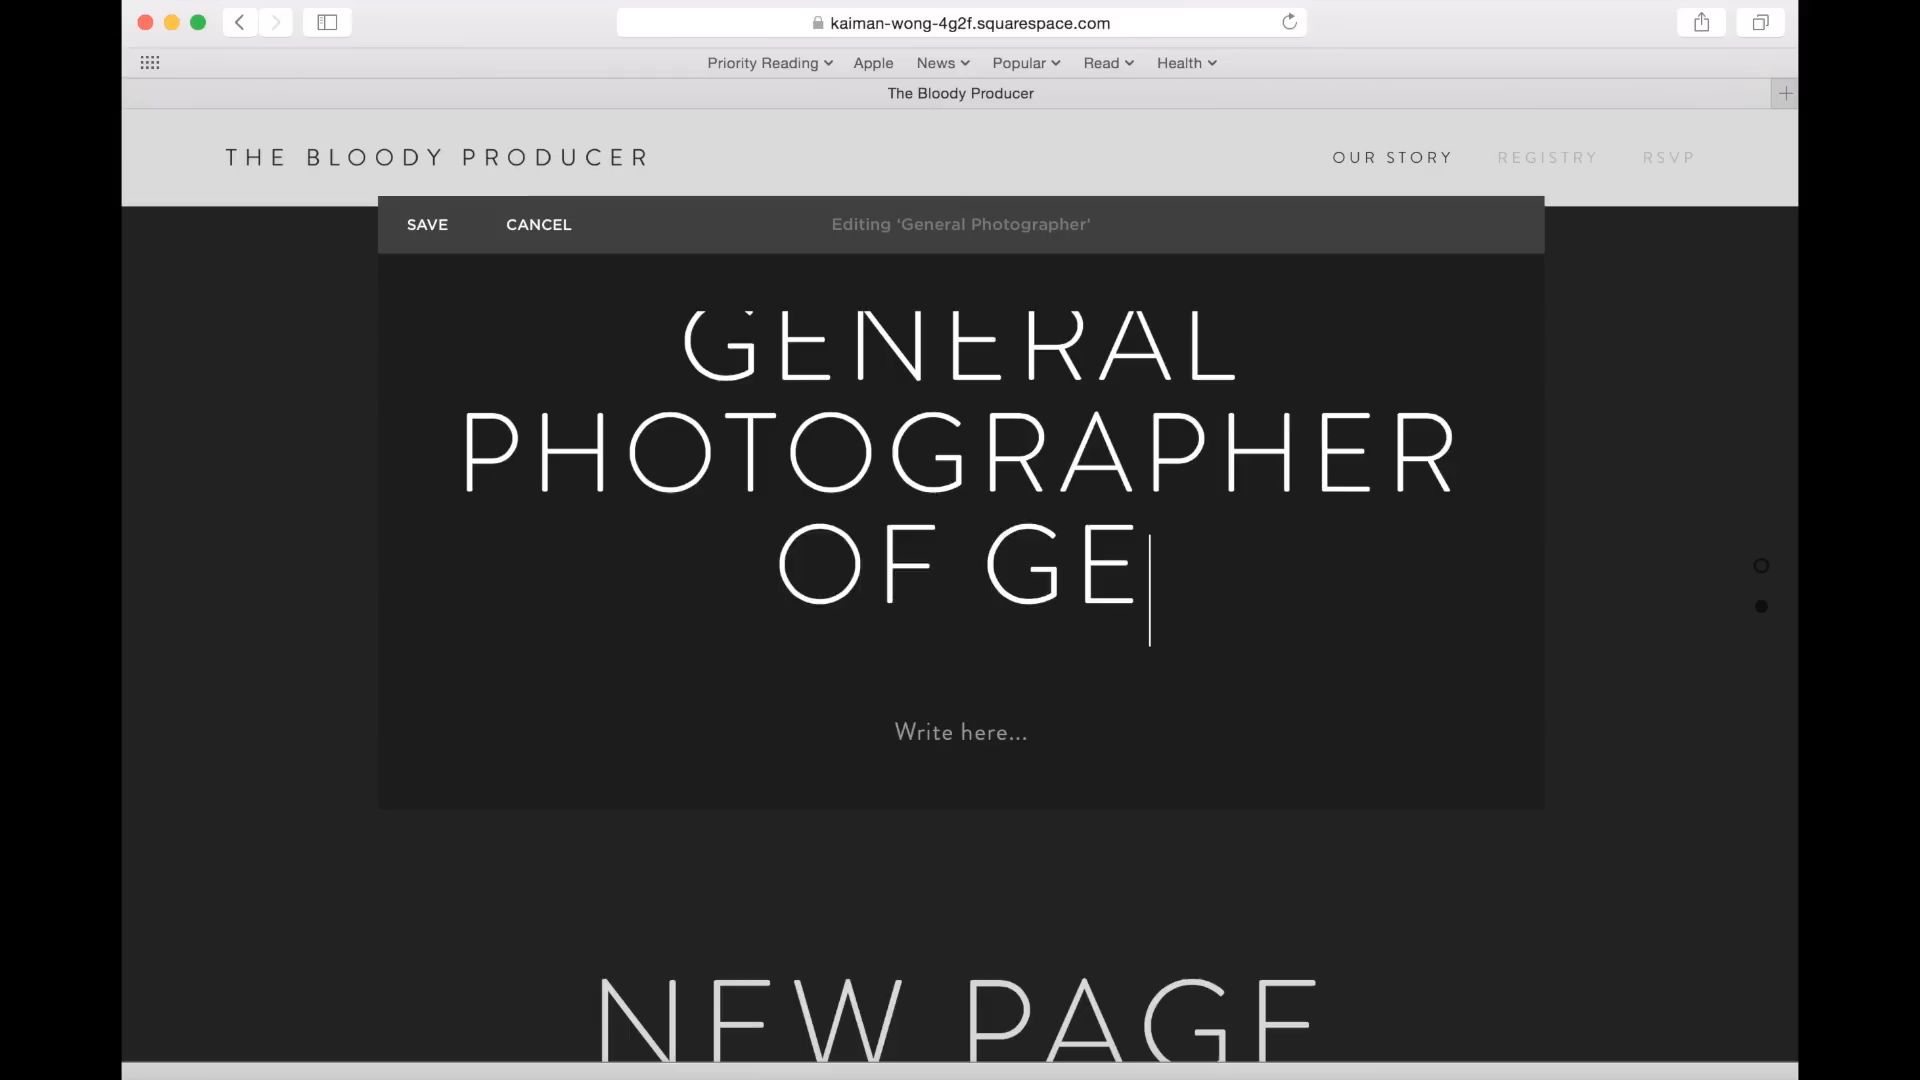 kaiman-wong-4g2f.squarespace.com
Priority Reading Apple News Popular Read Health
The Bloody Producer
THE BLOODY PRODUCER OUR STORY REGISTRY RSVP
SAVE CANCEL Editing ‘General Photographer’
GENERAL
PHOTOGRAPHER
OF GE
Write here...
NEW PAGE